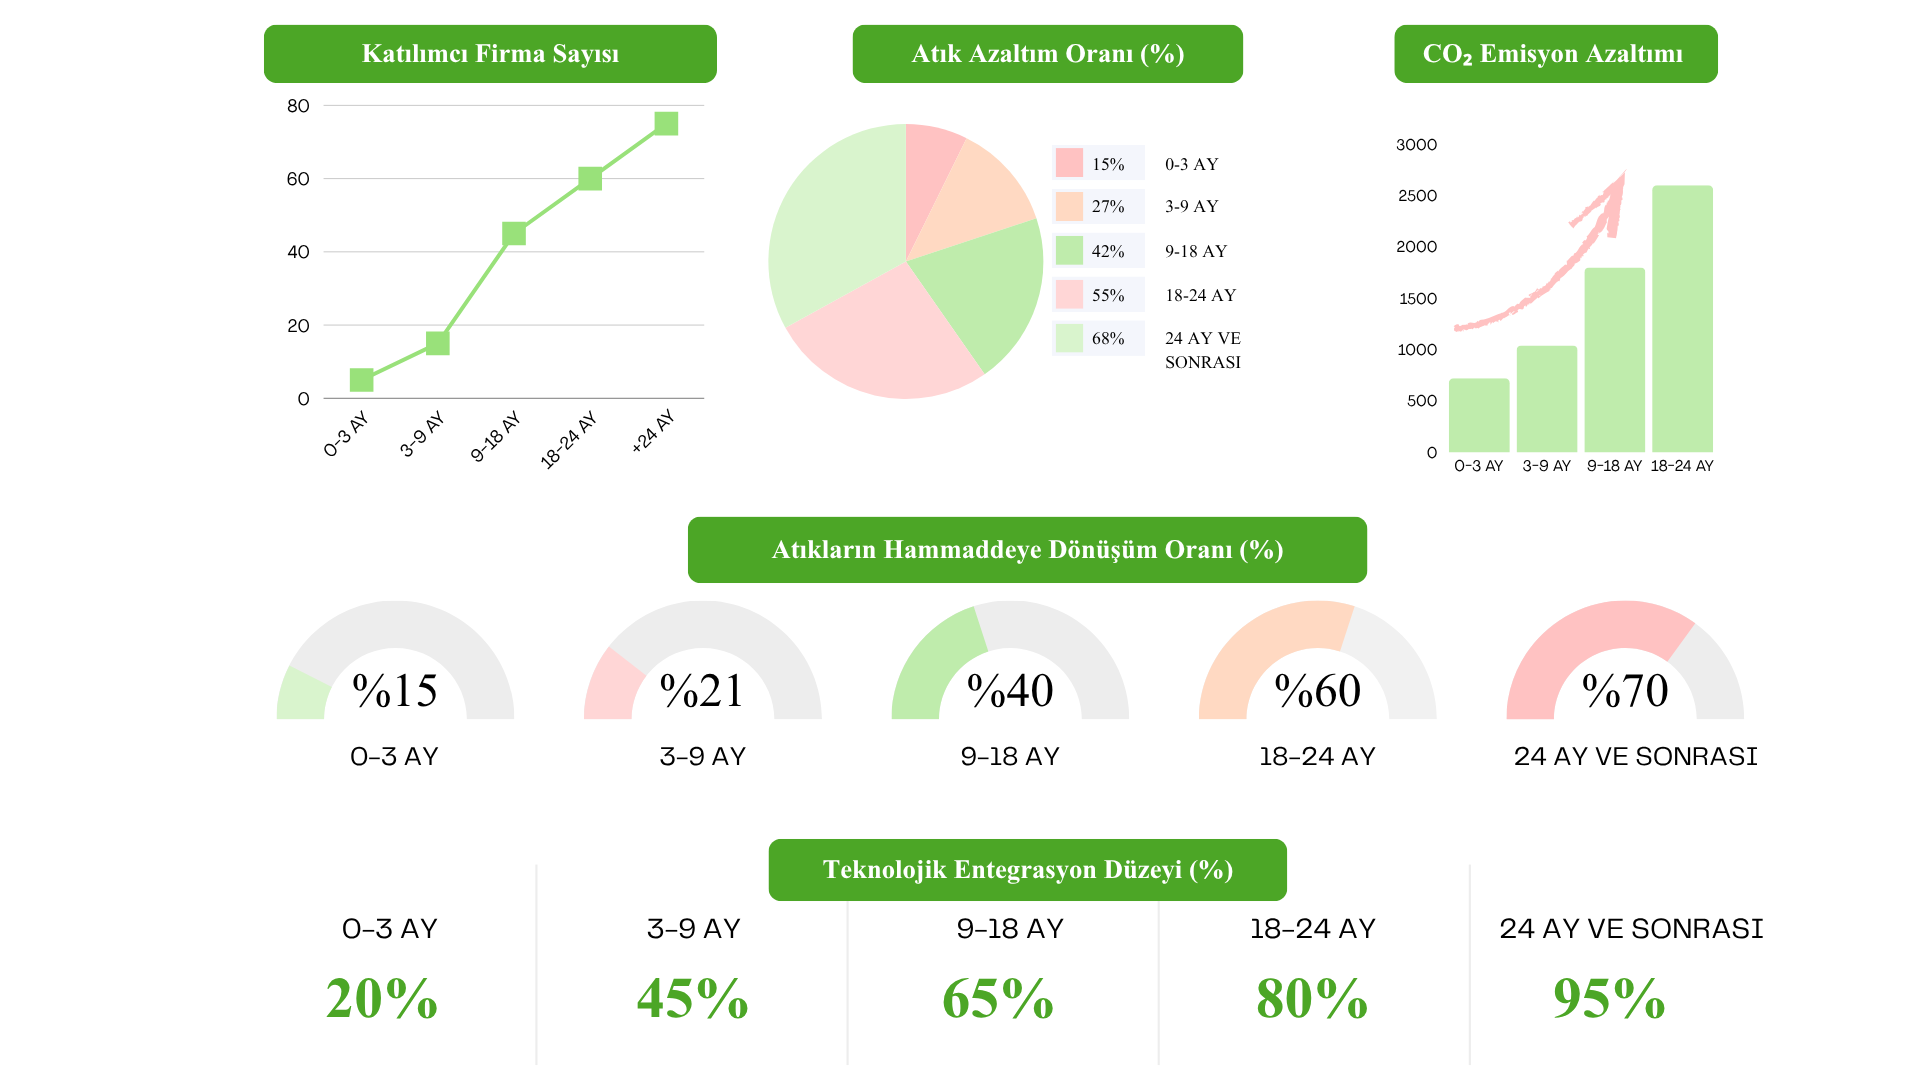 Katılımcı Firma Sayısı
80
60
40
20
0
0-3 AY
3-9 AY
9-18 AY
18-24 AY
+24 AY
Atık Azaltım Oranı (%)
15% 0-3 AY
27% 3-9 AY
42% 9-18 AY
55% 18-24 AY
68% 24 AY VE
SONRASI
CO₂ Emisyon Azaltımı
3000
2500
2000
1500
1000
500
0
0-3 AY 3-9 AY 9-18 AY 18-24 AY
Atıkların Hammaddeye Dönüşüm Oranı (%)
%15 %21 %40 %60 %70
0-3 AY 3-9 AY 9-18 AY 18-24 AY 24 AY VE SONRASI
Teknolojik Entegrasyon Düzeyi (%)
0-3 AY 3-9 AY 9-18 AY 18-24 AY 24 AY VE SONRASI
20% 45% 65% 80% 95%